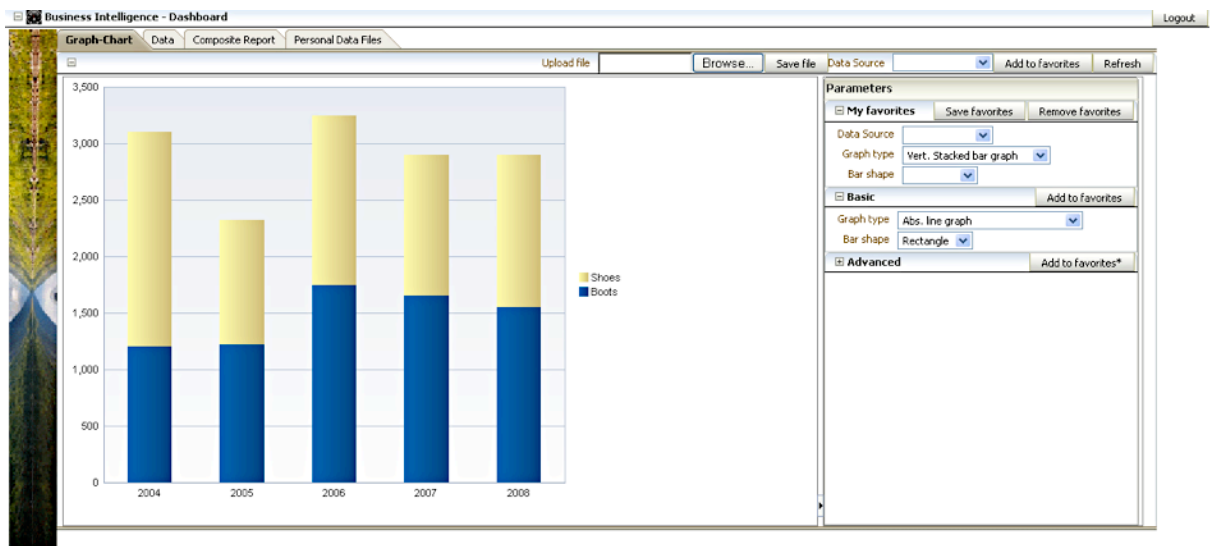 Business Intelligence - Dashboard
Logout
Graph-Chart Data Composite Report Personal Data Files
Upload file Browse... Save file Data Source Add to favorites Refresh
Parameters
My favorites Save favorites Remove favorites
Data Source
Graph type Vert. Stacked bar graph
Bar shape
Basic Add to favorites
Graph type Abs. line graph
Bar shape Rectangle
Advanced Add to favorites*
3,500
3,000
2,500
2,000
1,500
1,000
500
0
2004 2005 2006 2007 2008
Shoes
Boots